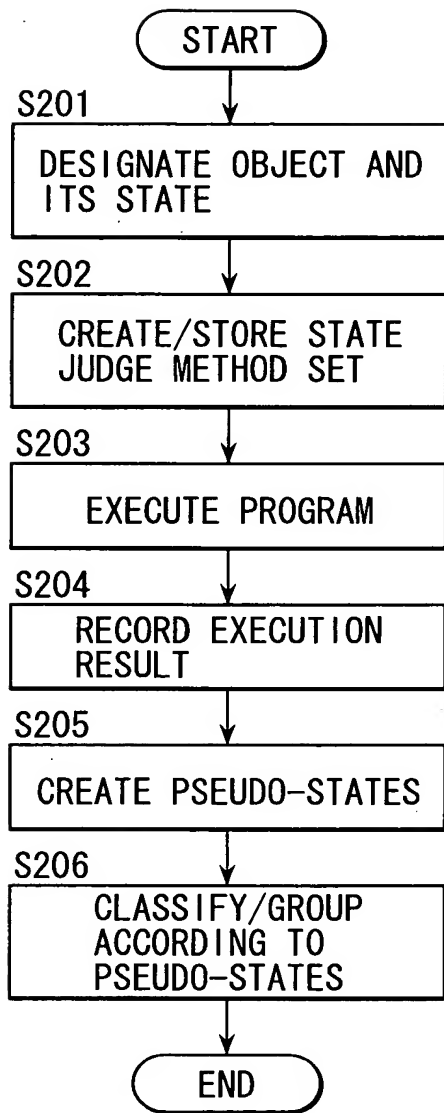 START
S201
DESIGNATE OBJECT AND
ITS STATE
S202
CREATE/STORE STATE
JUDGE METHOD SET
S203
EXECUTE PROGRAM
S204
RECORD EXECUTION
RESULT
S205
CREATE PSEUDO-STATES
S206
CLASSIFY/GROUP
ACCORDING TO
PSEUDO-STATES
END